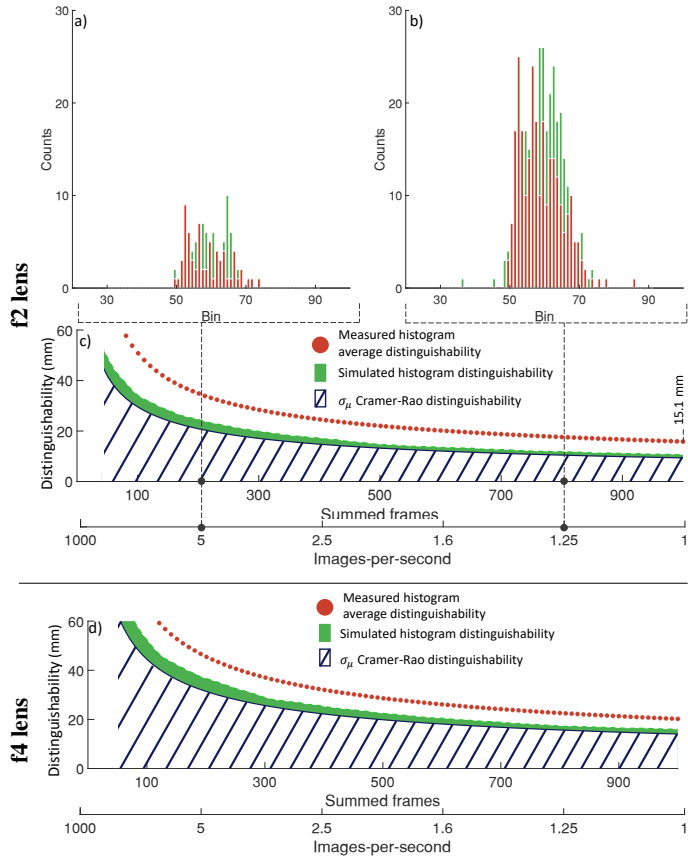 a)
30
20
10
0
Counts
30 50 70 90
Bin
b)
30
20
10
0
Counts
30 50 70 90
Bin
f2 lens
c)
60
40
20
0
Distinguishability (mm)
Measured histogram
average distinguishability
Simulated histogram distinguishability
σμ Cramer-Rao distinguishability
15.1 mm
100 300 500 700 900
Summed frames
1000 5 2.5 1.6 1.25 1
Images-per-second
f4 lens
d)
60
40
20
0
Distinguishability (mm)
Measured histogram
average distinguishability
Simulated histogram distinguishability
σμ Cramer-Rao distinguishability
100 300 500 700 900
Summed frames
1000 5 2.5 1.6 1.25 1
Images-per-second